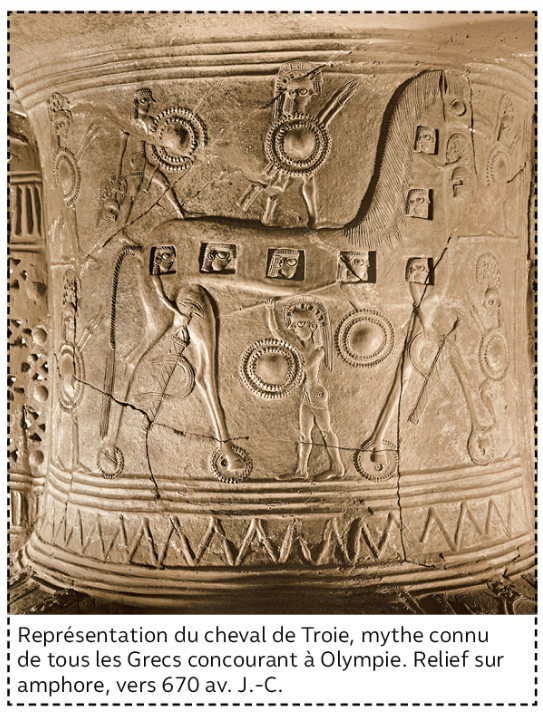 Représentation du cheval de Troie, mythe connu
de tous les Grecs concourant à Olympie. Relief sur
amphore, vers 670 av. J.-C.